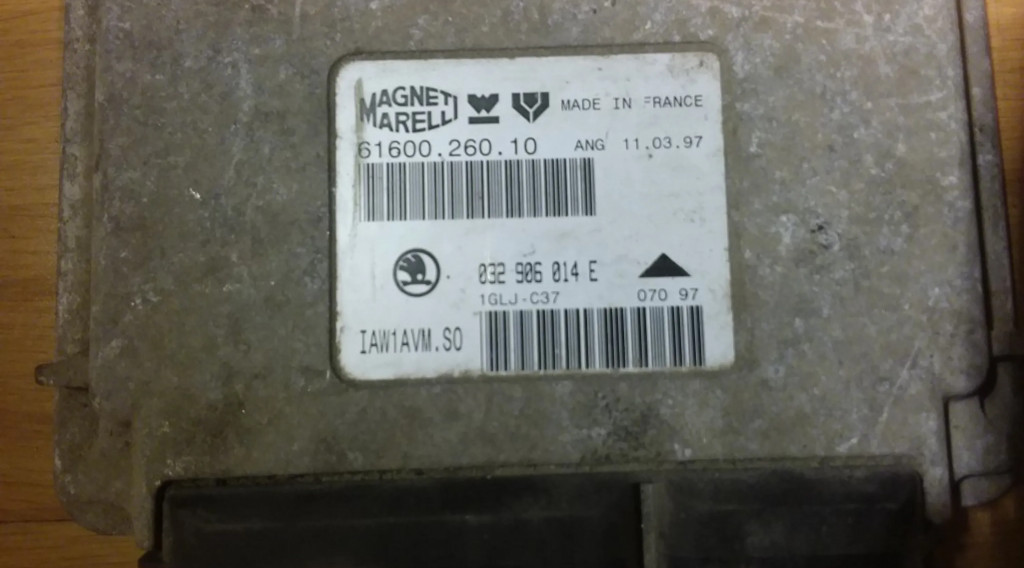 MAGNETI MARELLI MADE IN FRANCE
61600.260.10 ANG 11.03.97
032 906 014 E
1GLJ-C37 070 97
IAW1AVM.S0